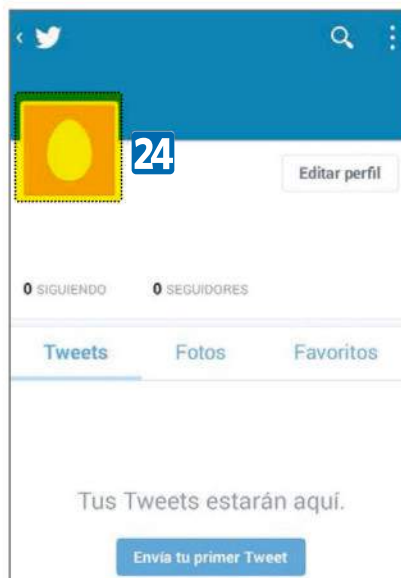 24
Editar perfil
0 SIGUIENDO 0 SEGUIDORES
Tweets Fotos Favoritos
Tus Tweets estarán aquí.
Envía tu primer Tweet